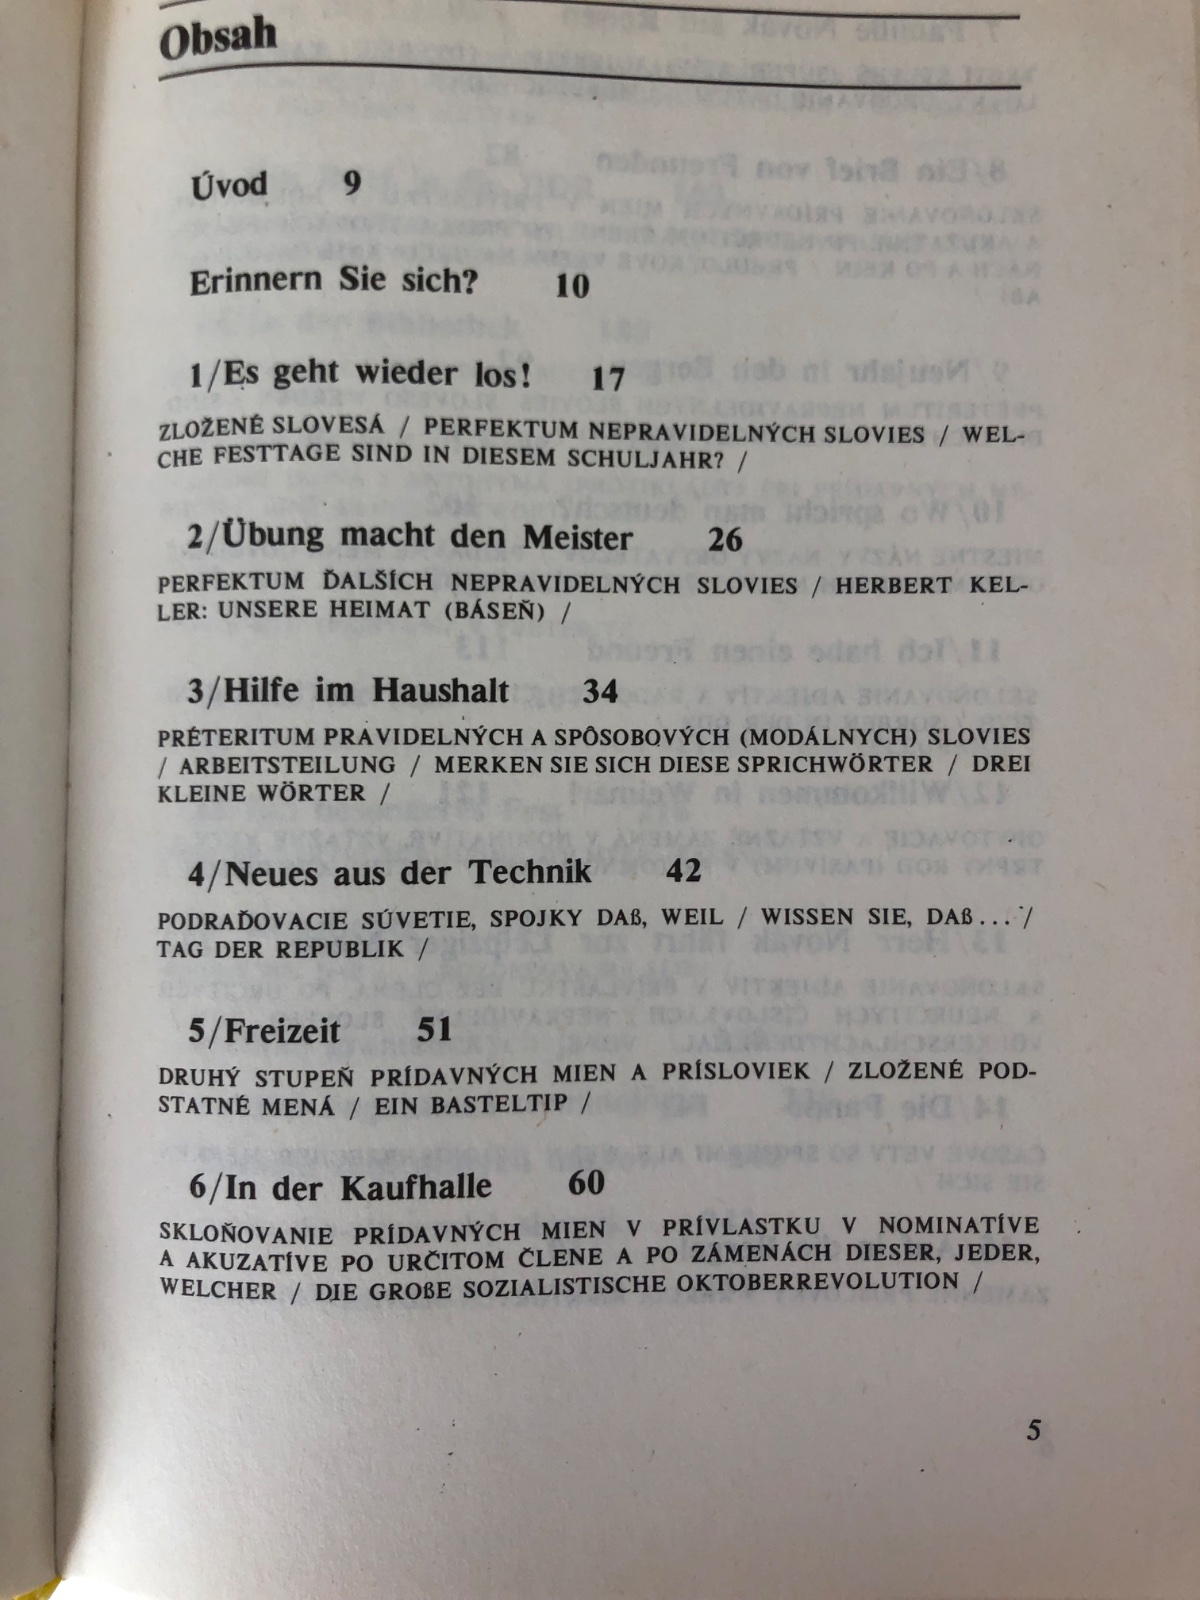 Obsah
Úvod 9
Erinnern Sie sich? 10
1/Es geht wieder los! 17
ZLOŽENÉ SLOVESÁ / PERFEKTUM NEPRAVIDELNÝCH SLOVIES / WEL-
CHE FESTTAGE SIND IN DIESEM SCHULJAHR? /
2/Übung macht den Meister 26
PERFEKTUM ĎALŠÍCH NEPRAVIDELNÝCH SLOVIES / HERBERT KEL-
LER: UNSERE HEIMAT (BÁSEŇ) /
3/Hilfe im Haushalt 34
PRÉTERITUM PRAVIDELNÝCH A SPÔSOBOVÝCH (MODÁLNYCH) SLOVIES
/ ARBEITSTEILUNG / MERKEN SIE SICH DIESE SPRICHWÖRTER / DREI
KLEINE WÖRTER /
4/Neues aus der Technik 42
PODRAĎOVACIE SÚVETIE, SPOJKY DAß, WEIL / WISSEN SIE, DAß... /
TAG DER REPUBLIK /
5/Freizeit 51
DRUHÝ STUPEŇ PRÍDAVNÝCH MIEN A PRÍSLOVIEK / ZLOŽENÉ POD-
STATNÉ MENÁ / EIN BASTELTIP /
6/In der Kaufhalle 60
SKLOŇOVANIE PRÍDAVNÝCH MIEN V PRÍVLASTKU V NOMINATÍVE
A AKUZATÍVE PO URČITOM ČLENE A PO ZÁMENÁCH DIESER, JEDER,
WELCHER / DIE GROßE SOZIALISTISCHE OKTOBERREVOLUTION /
5